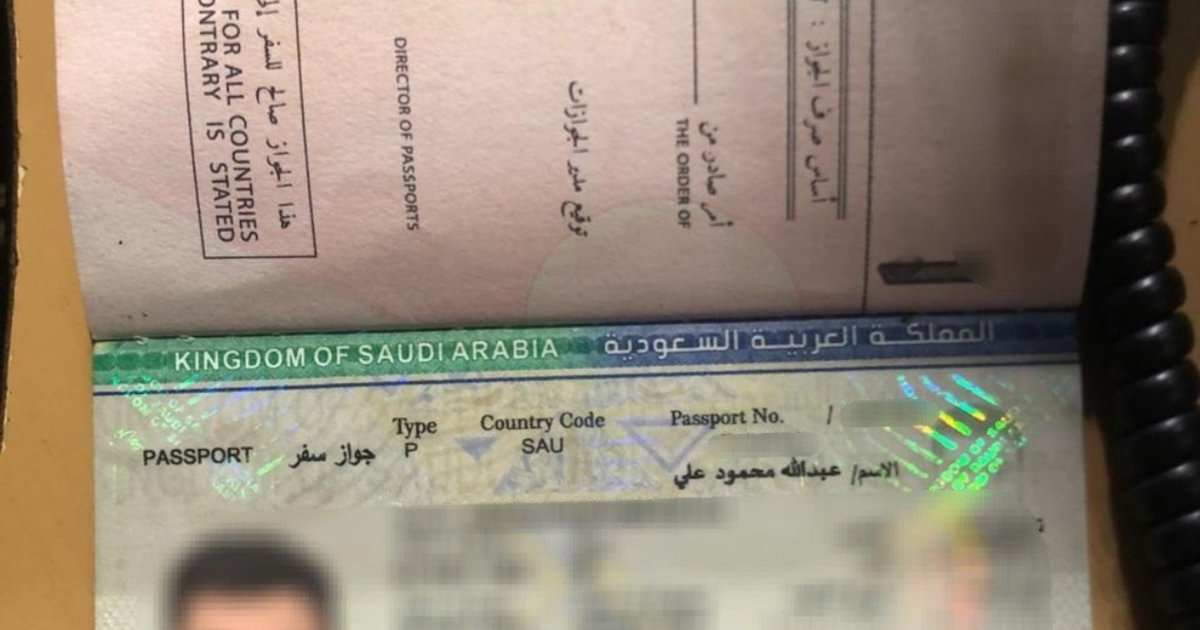 هذا الجواز صالح للسفر
FOR ALL COUNTRIES
IS STATED
DIRECTOR OF PASSPORTS
توقيع مدير الجوازات
أمر صادر من
THE ORDER OF
أساس صرف الجواز :
KINGDOM OF SAUDI ARABIA المملكة العربية السعودية
PASSPORT جواز سفر
Type
P
Country Code
SAU
Passport No. /
الاسم/ عبدالله محمود علي